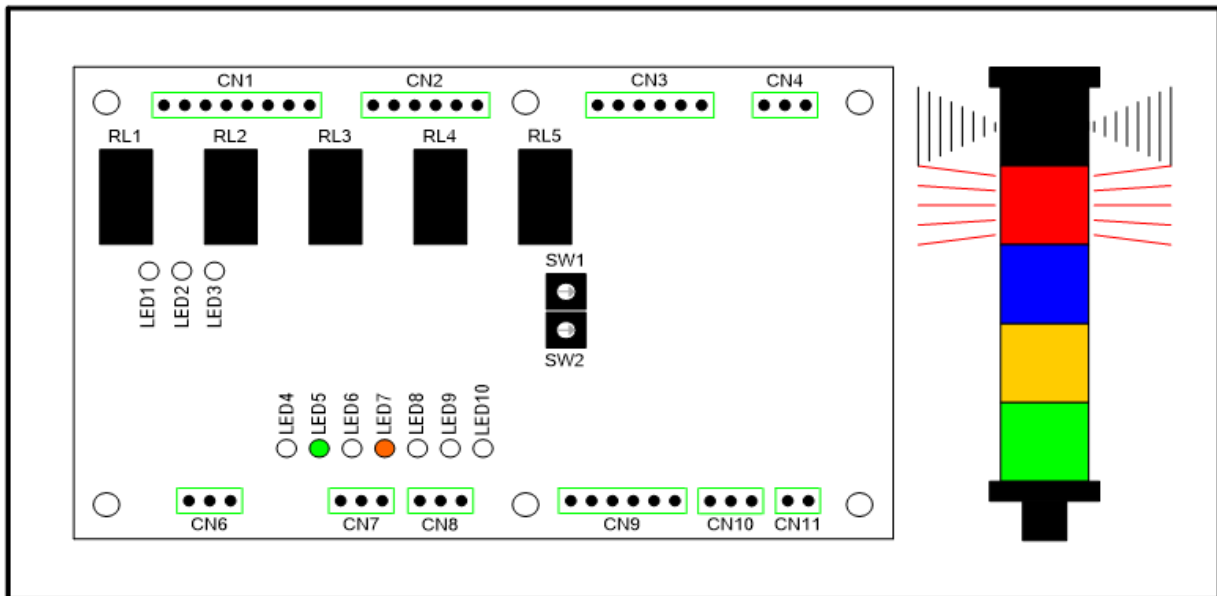 CN1 CN2 CN3 CN4
RL1 RL2 RL3 RL4 RL5
SW1
LED1 LED2 LED3
SW2
LED4 LED5 LED6 LED7 LED8 LED9 LED10
CN6 CN7 CN8 CN9 CN10 CN11